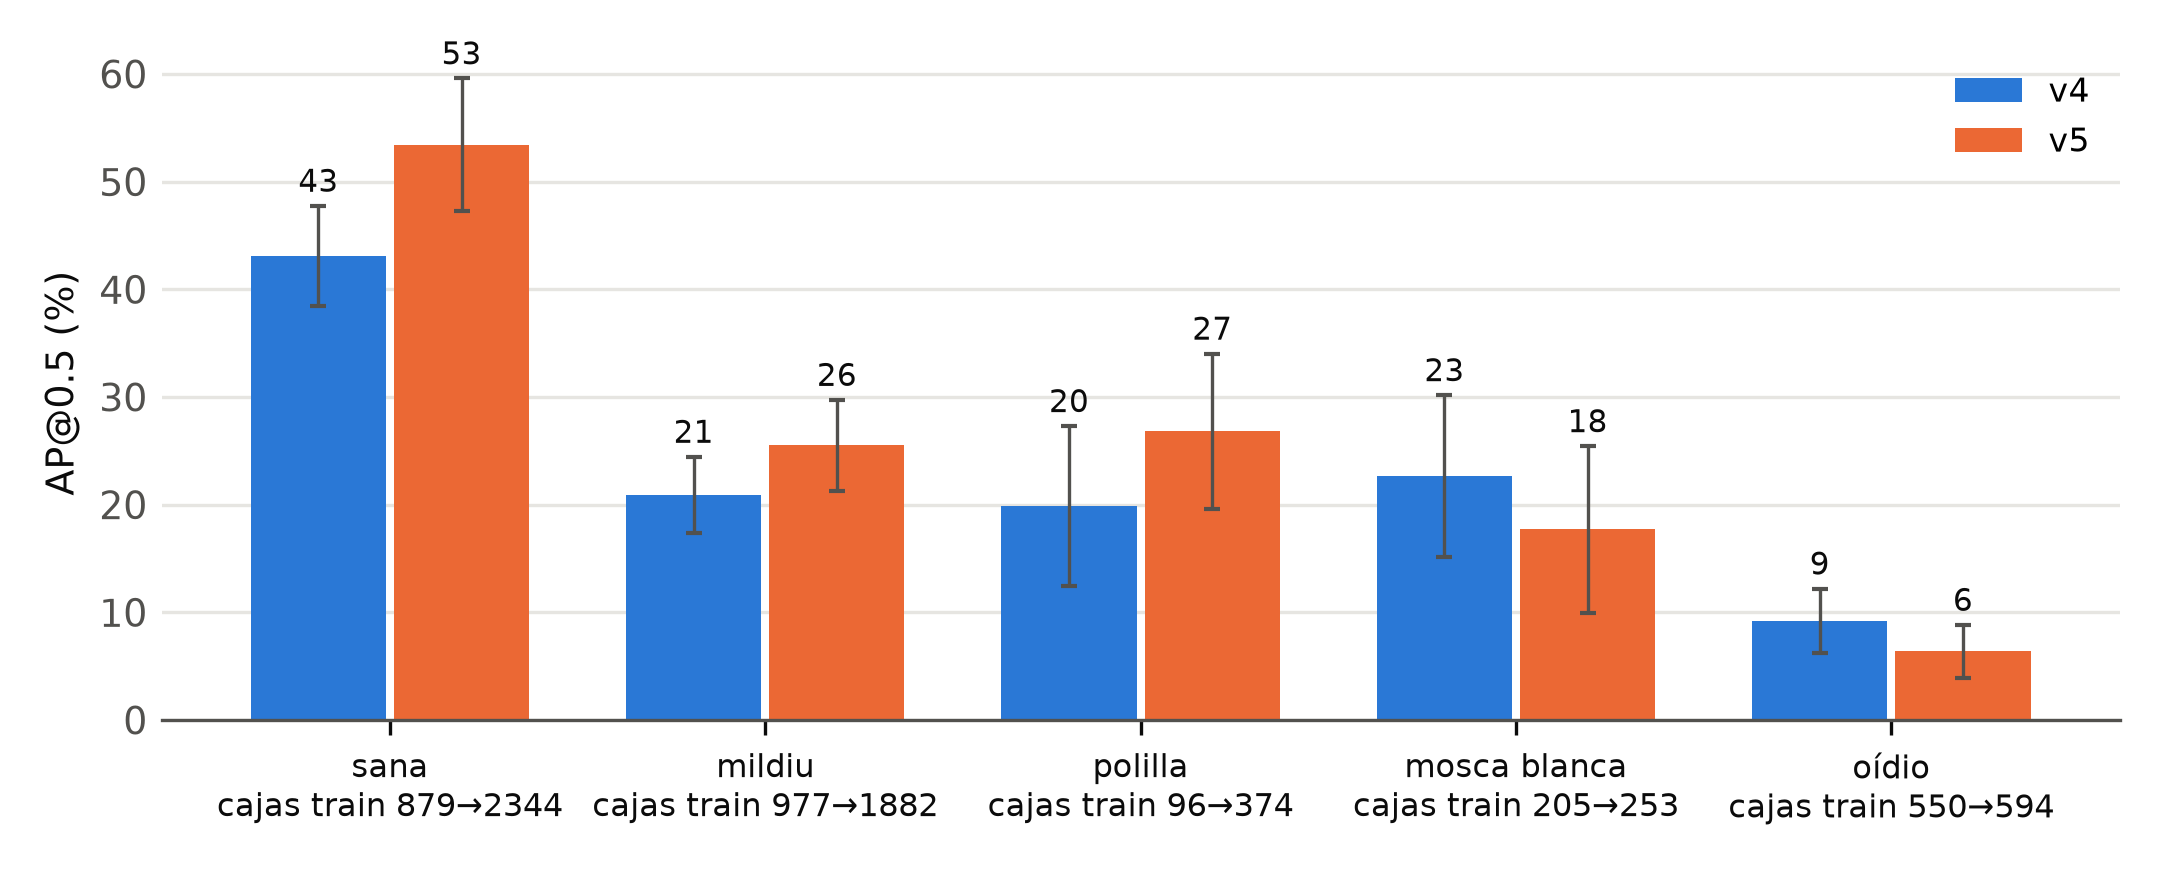 53
60
v4
v5
50
43
40
AP@0.5 (%)
27
26
23
30
20
18
21
20
9
10
6
0
sana
mildiu
polilla
mosca blanca
oídio
cajas train 879→2344
cajas train 977→1882
cajas train 96→374
cajas train 205→253
cajas train 550→594